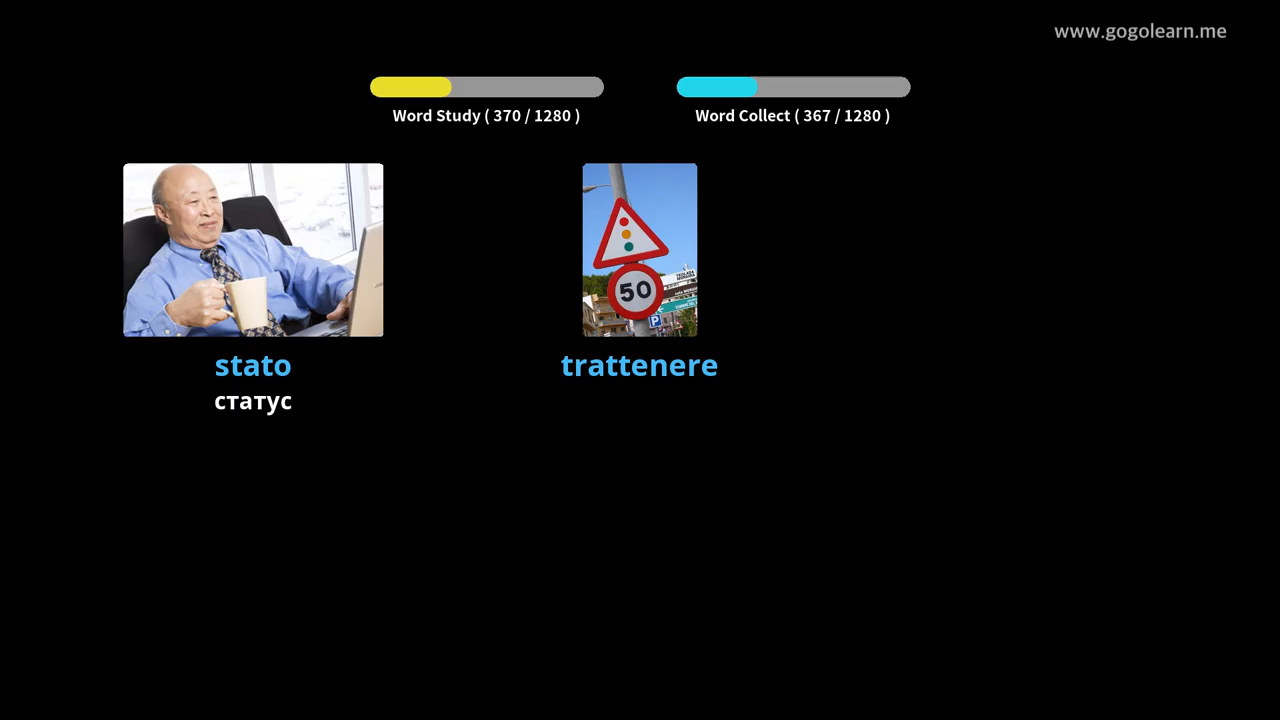 www.gogolearn.me
Word Study ( 370 / 1280 )
Word Collect ( 367 / 1280 )
50
P
stato
trattenere
статус